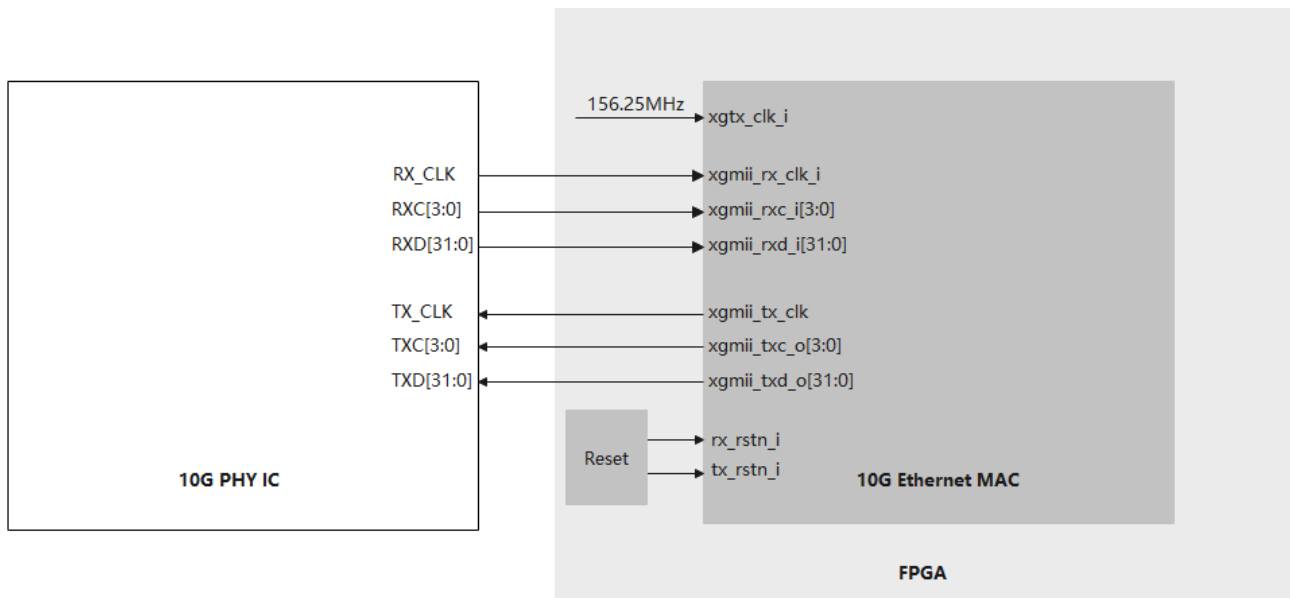 156.25MHz
xgtx_clk_i
RX_CLK
xgmii_rx_clk_i
RXC[3:0]
xgmii_rxc_i[3:0]
RXD[31:0]
xgmii_rxd_i[31:0]
TX_CLK
xgmii_tx_clk
TXC[3:0]
xgmii_txc_o[3:0]
TXD[31:0]
xgmii_txd_o[31:0]
Reset
rx_rstn_i
tx_rstn_i
10G PHY IC
10G Ethernet MAC
FPGA